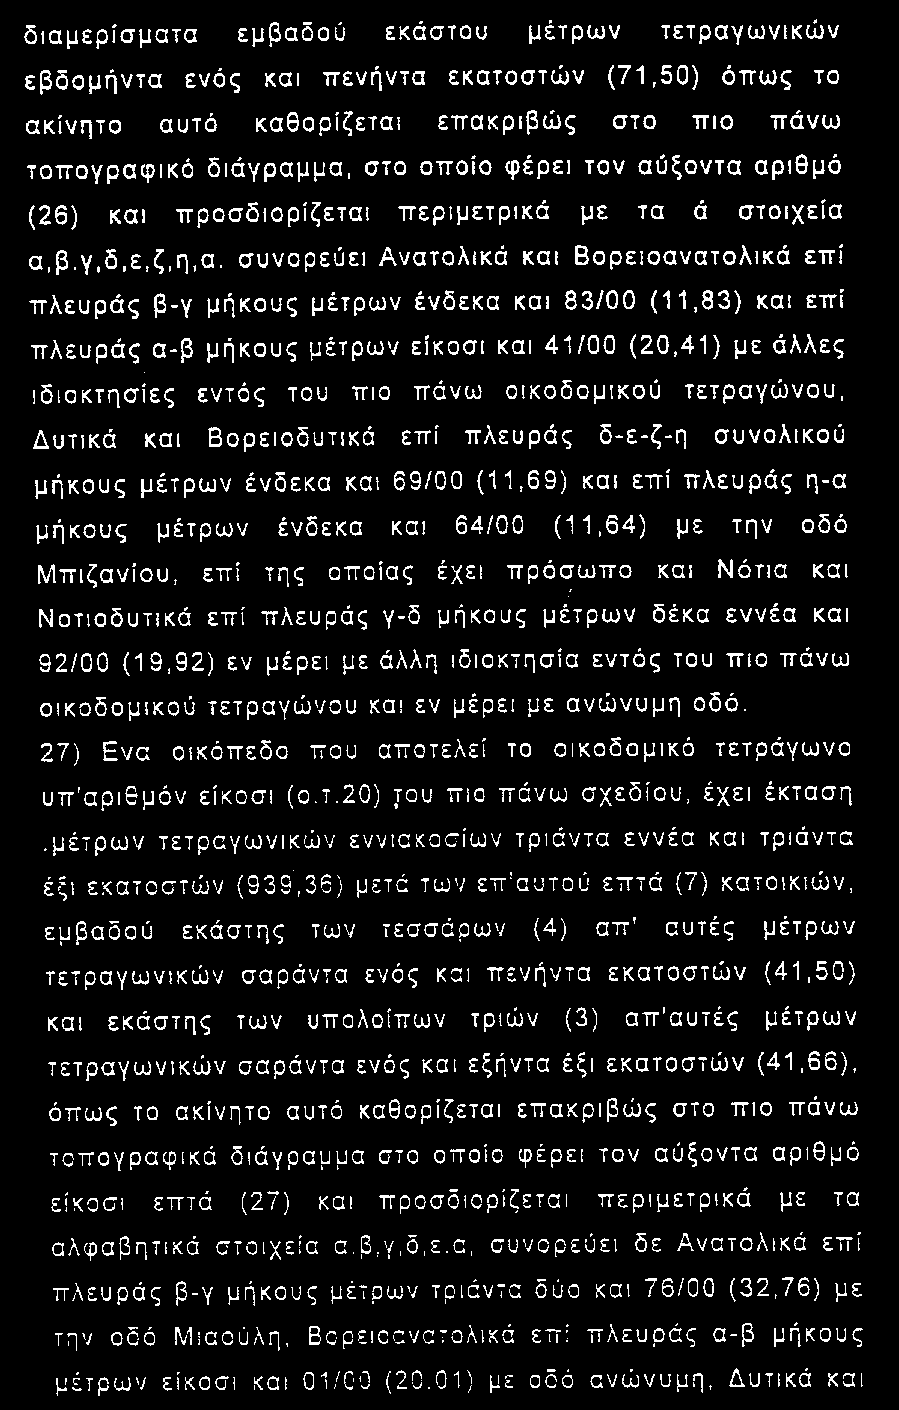 διαμερίσματα εμβαδού εκάστου μέτρων τετραγωνικών
εβδομήντα ενός και πενήντα εκατοστών (71,50) όπως το
ακίνητο αυτό καθορίζεται επακριβώς στο πιο πάνω
τοπογραφικό διάγραμμα, στο οποίο φέρει τον αύξοντα αριθμό
(26) και προσδιορίζεται περιμετρικά με τα ά στοιχεία
α,β.γ,δ,ε,ζ,η,α. συνορεύει Ανατολικά και Βορειοανατολικά επί
πλευράς β-γ μήκους μέτρων ένδεκα και 83/00 (11,83) και επί
πλευράς α-β μήκους μέτρων είκοσι και 41/00 (20,41) με άλλες
ιδιοκτησίες εντός του πιο πάνω οικοδομικού τετραγώνου,
Δυτικά και Βορειοδυτικά επί πλευράς δ-ε-ζ-η συνολικού
μήκους μέτρων ένδεκα και 69/00 (11,69) και επί πλευράς η-α
μήκους μέτρων ένδεκα και 64/00 (11,64) με την οδό
Μπιζανίου, επί της οποίας έχει πρόσωπο και Νότια και
Νοτιοδυτικά επί πλευράς γ-δ μήκους μέτρων δέκα εννέα και
92/00 (19,92) εν μέρει με άλλη ιδιοκτησία εντός του πιο πάνω
οικοδομικού τετραγώνου και εν μέρει με ανώνυμη οδό.
27) Ενα οικόπεδο που αποτελεί το οικοδομικό τετράγωνο
υπ'αριθμόν είκοσι (ο.τ.20) του πιο πάνω σχεδίου, έχει έκταση
.μέτρων τετραγωνικών εννιακοσίων τριάντα εννέα και τριάντα
έξι εκατοστών (939,36) μετά των επ'αυτού επτά (7) κατοικιών,
εμβαδού εκάστης των τεσσάρων (4) απ' αυτές μέτρων
τετραγωνικών σαράντα ενός και πενήντα εκατοστών (41,50)
και εκάστης των υπολοίπων τριών (3) απ'αυτές μέτρων
τετραγωνικών σαράντα ενός και εξήντα έξι εκατοστών (41,66),
όπως το ακίνητο αυτό καθορίζεται επακριβώς στο πιο πάνω
τοπογραφικά διάγραμμα στο οποίο φέρει τον αύξοντα αριθμό
είκοσι επτά (27) και προσδιορίζεται περιμετρικά με τα
αλφαβητικά στοιχεία α.β,γ,δ,ε.α, συνορεύει δε Ανατολικά επί
πλευράς β-γ μήκους μέτρων τριάντα δύο και 76/00 (32,76) με
την οδό Μιαούλη, Βορειοανατολικά επί πλευράς α-β μήκους
μέτρων είκοσι και 01/00 (20.01) με οδό ανώνυμη, Δυτικά και